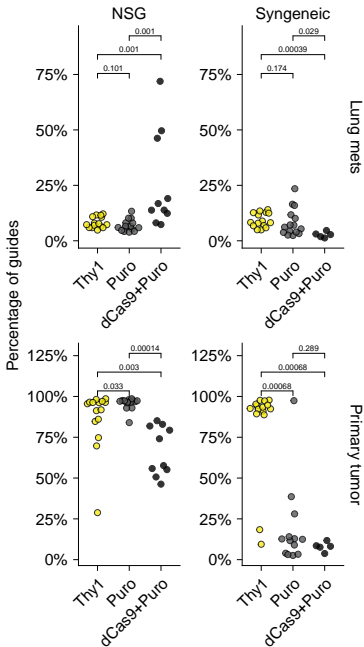 NSG
Syngeneic
0.001
0.001
0.101
0.029
0.00039
0.174
75%
50%
25%
0%
75%
50%
25%
0%
Lung mets
Thy1
Puro
dCas9+Puro
Thy1
Puro
dCas9+Puro
Percentage of guides
0.00014
0.003
0.033
0.289
0.00068
0.00068
125%
100%
75%
50%
25%
0%
125%
100%
75%
50%
25%
0%
Primary tumor
Thy1
Puro
dCas9+Puro
Thy1
Puro
dCas9+Puro